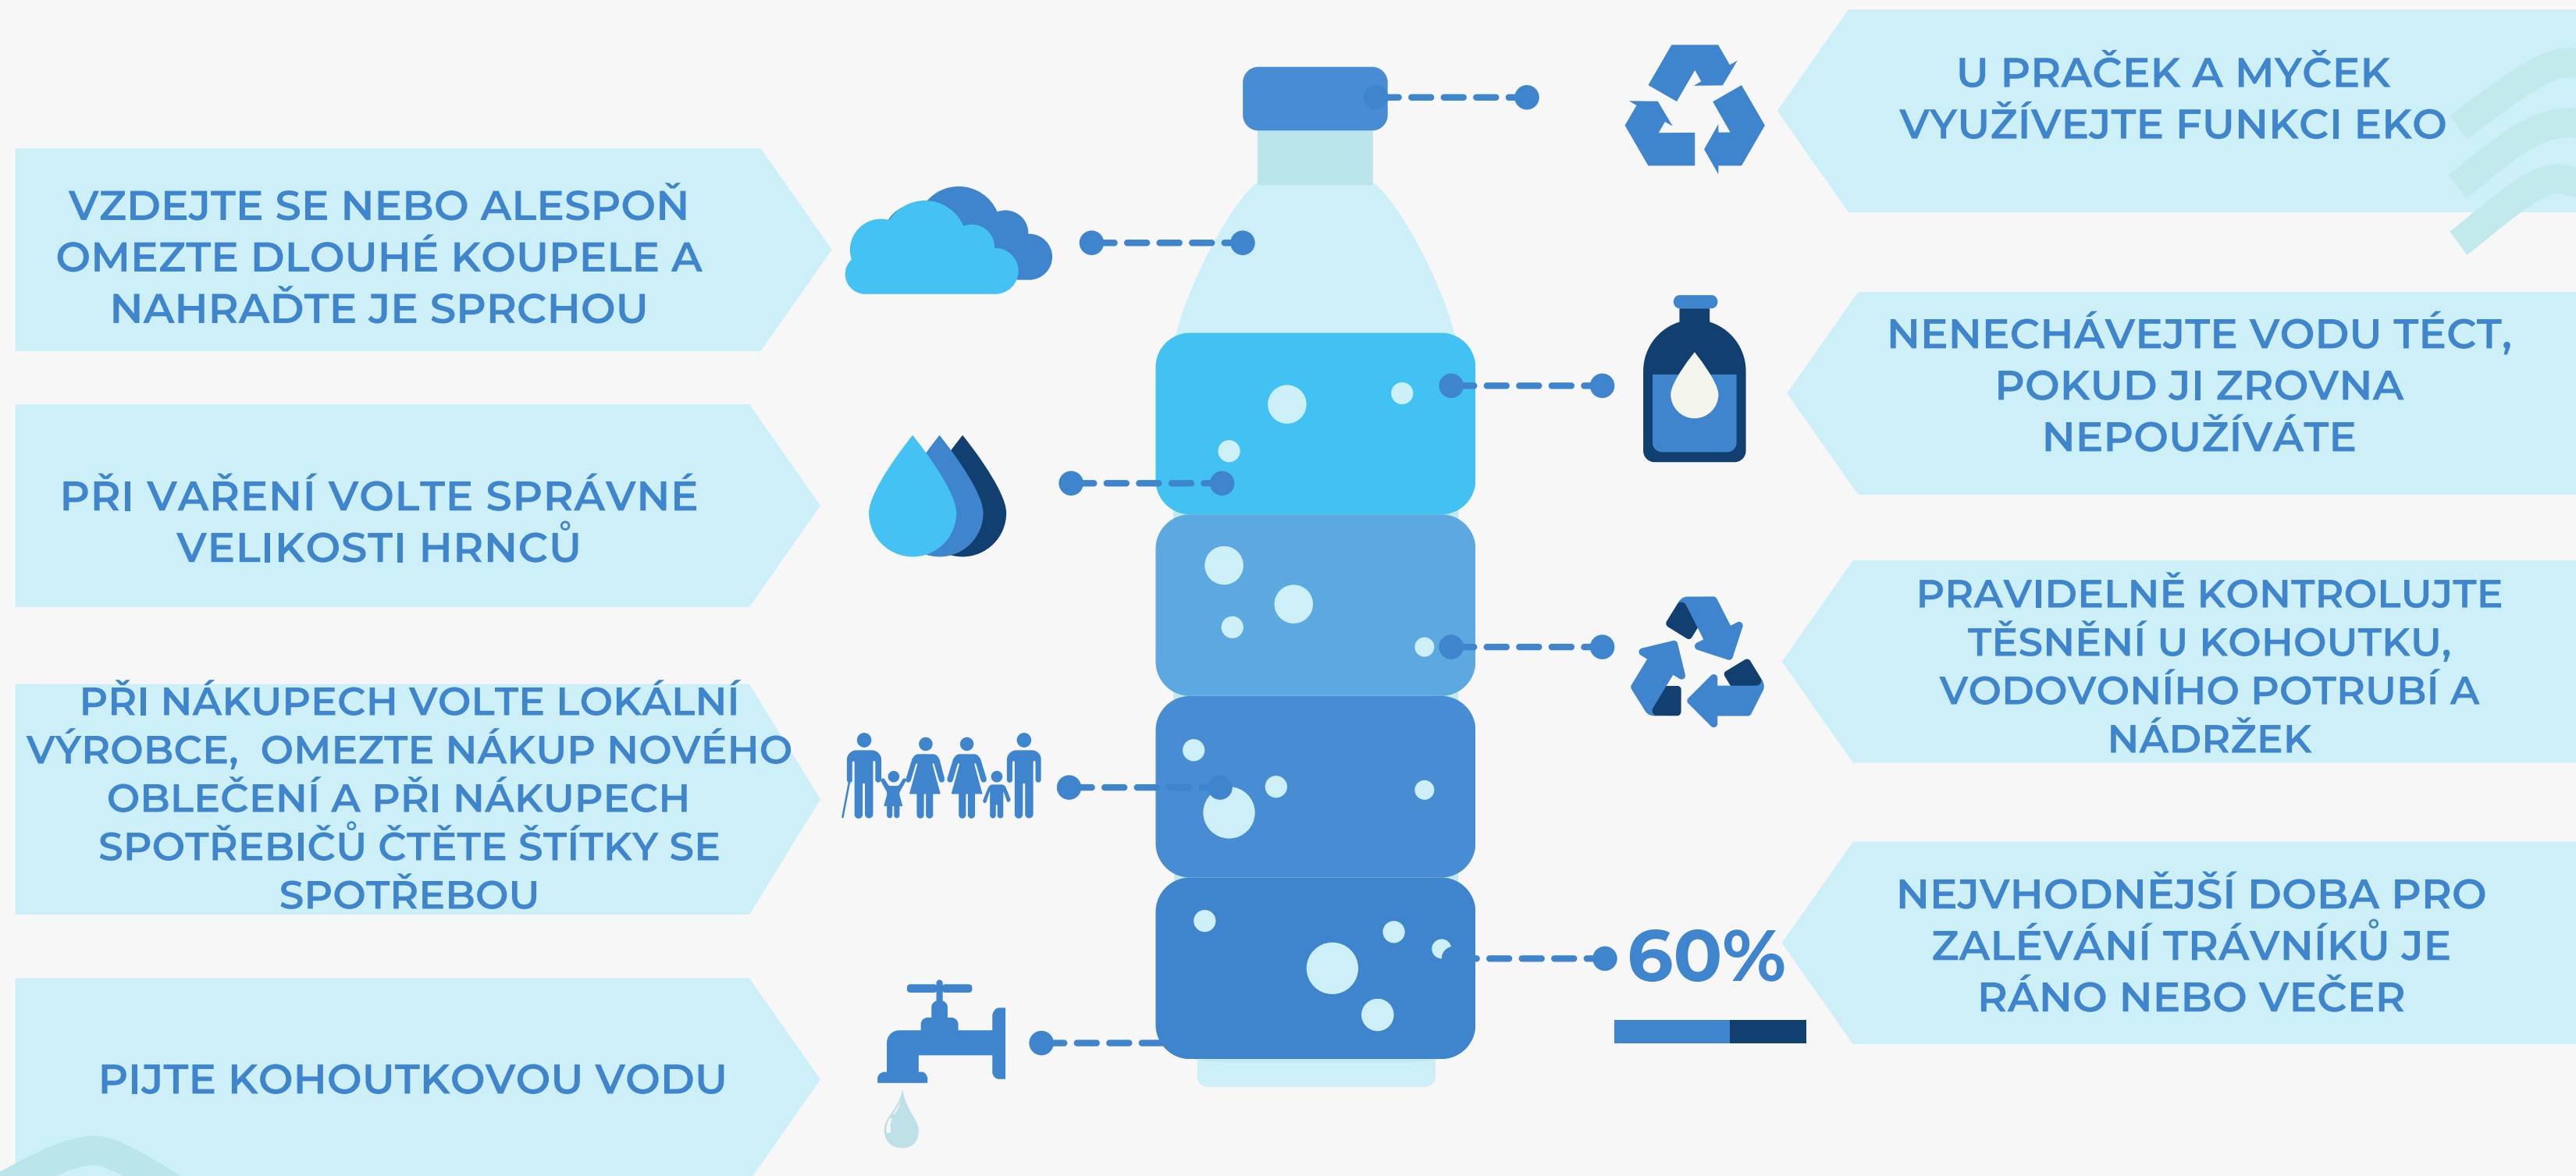 VZDEJTE SE NEBO ALESPOŇ
OMEZTE DLOUHÉ KOUPELE A
NAHRAĎTE JE SPRCHOU
PŘI VAŘENÍ VOLTE SPRÁVNÉ
VELIKOSTI HRNCŮ
PŘI NÁKUPECH VOLTE LOKÁLNÍ
VÝROBCE, OMEZTE NÁKUP NOVÉHO
OBLEČENÍ A PŘI NÁKUPECH
SPOTŘEBIČŮ ČTĚTE ŠTÍTKY SE
SPOTŘEBOU
PIJTE KOHOUTKOVOU VODU
U PRAČEK A MYČEK
VYUŽÍVEJTE FUNKCI EKO
NENECHÁVEJTE VODU TÉCT,
POKUD JI ZROVNA
NEPOUŽÍVÁTE
PRAVIDELNĚ KONTROLUJTE
TĚSNĚNÍ U KOHOUTKU,
VODOVONÍHO POTRUBÍ A
NÁDRŽEK
60%
NEJVHODNĚJŠÍ DOBA PRO
ZALÉVÁNÍ TRÁVNÍKŮ JE
RÁNO NEBO VEČER